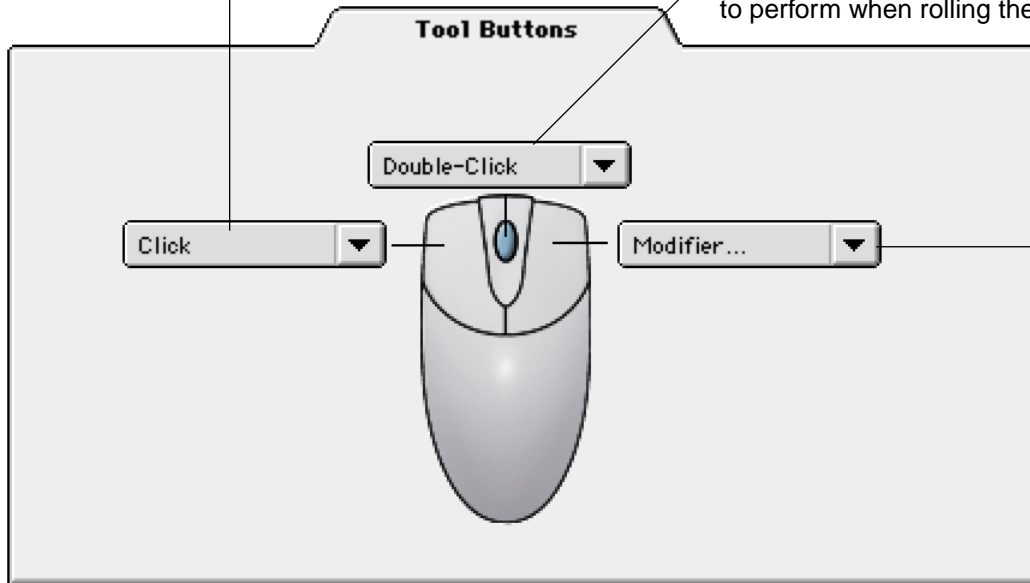 to perform when rolling the
Tool Buttons
Double-Click
Click
Modifier...